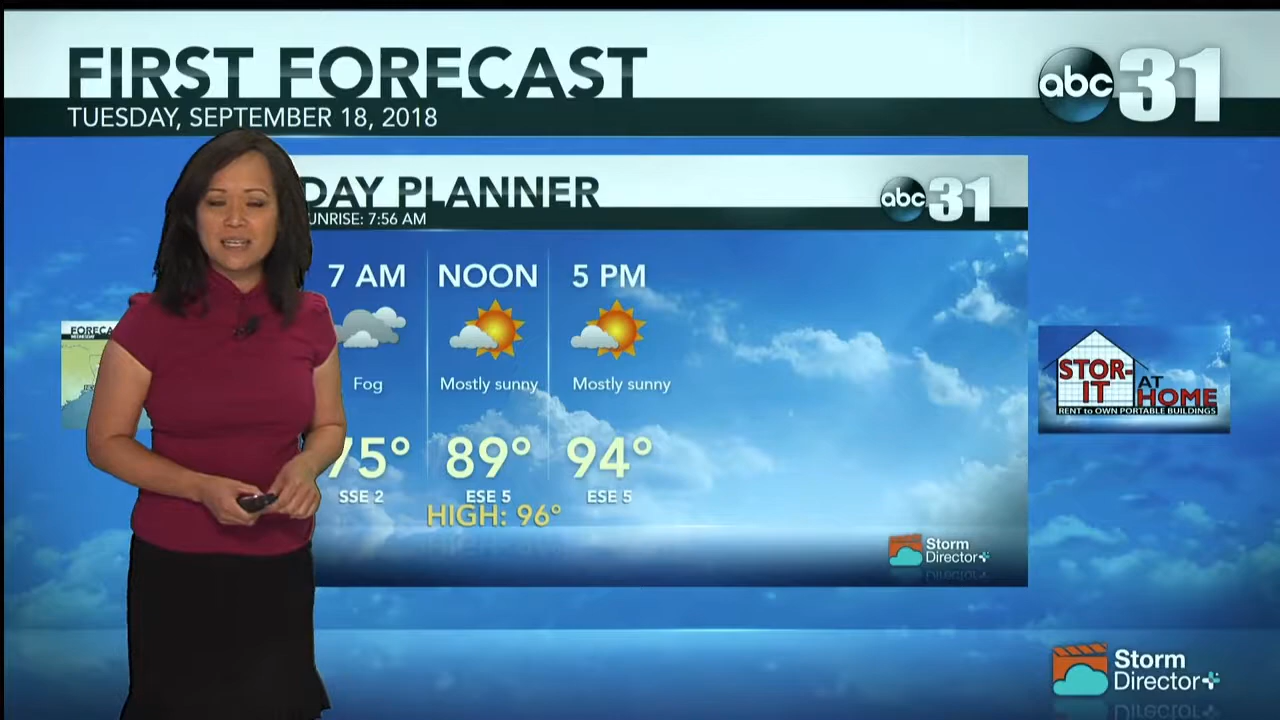 FIRST FORECAST
TUESDAY, SEPTEMBER 18, 2018
abc 31
DAY PLANNER
UNRISE: 7:56 AM
abc 31
7 AM NOON 5 PM
Fog Mostly sunny Mostly sunny
75° 89° 94°
SSE 2 ESE 5 ESE 5
HIGH: 96°
Storm
Director+
FORECA
STOR-
IT AT
HOME
RENT to OWN PORTABLE BUILDINGS
Storm
Director+